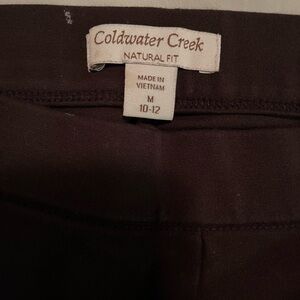 Coldwater Creek
NATURAL FIT
MADE IN
VIETNAM
M
10-12